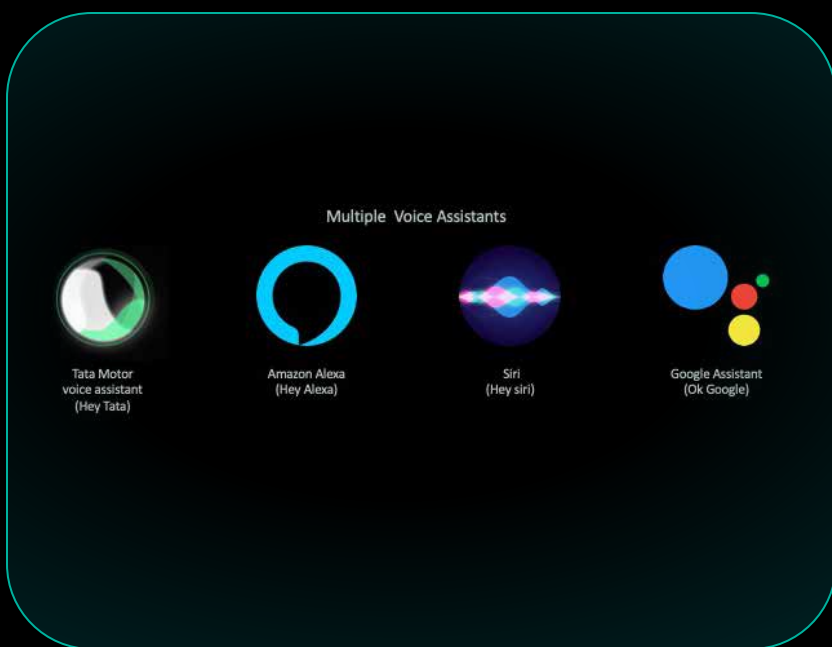 Multiple Voice Assistants
Tata Motor
voice assistant
(Hey Tata)
Amazon Alexa
(Hey Alexa)
Siri
(Hey siri)
Google Assistant
(Ok Google)